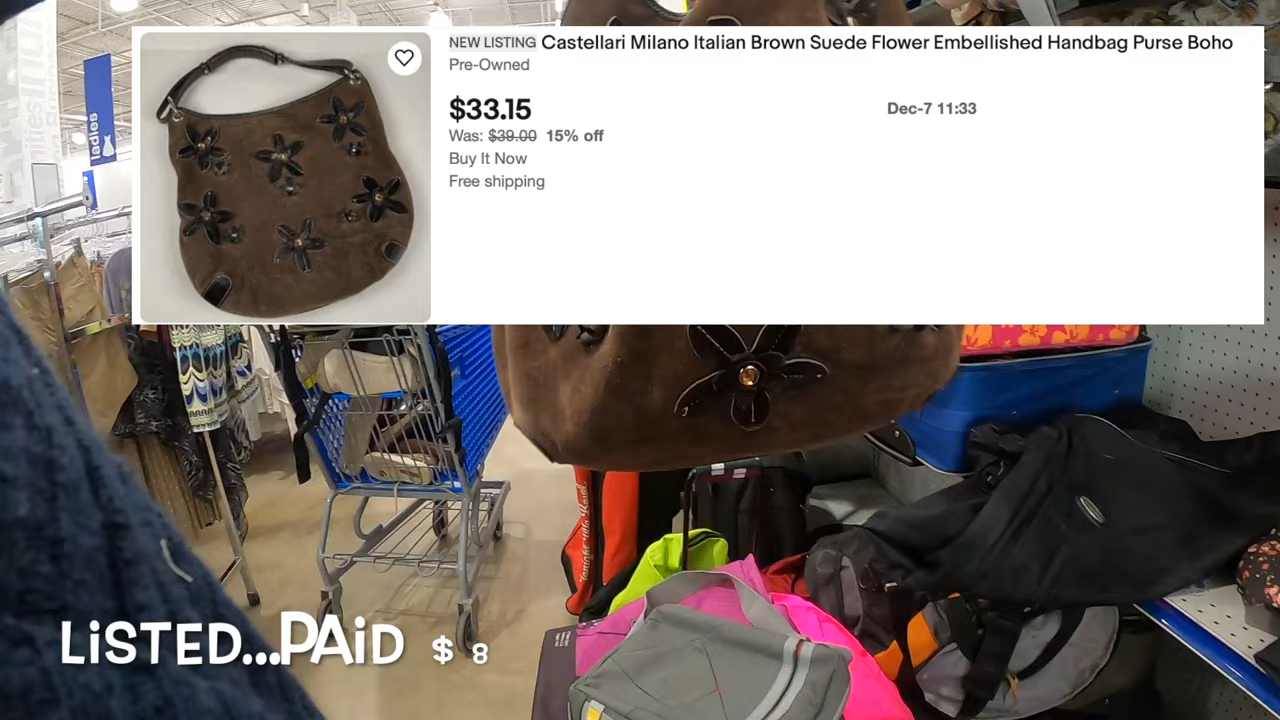 NEW LISTING Castellari Milano Italian Brown Suede Flower Embellished Handbag Purse Boho
Pre-Owned
$33.15
Dec-7 11:33
Was: $39.00 15% off
Buy It Now
Free shipping
ladies
LiSTED...PAiD $ 8